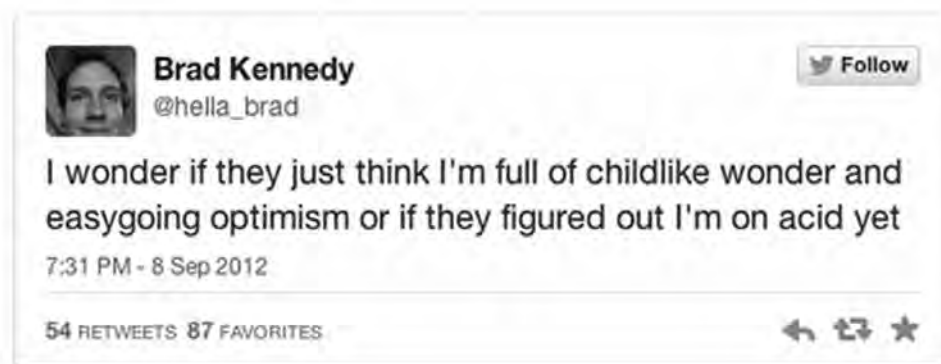 Brad Kennedy
Follow
@hella_brad
I wonder if they just think I'm full of childlike wonder and
easygoing optimism or if they figured out I'm on acid yet
7:31 PM - 8 Sep 2012
54 RETWEETS 87 FAVORITES